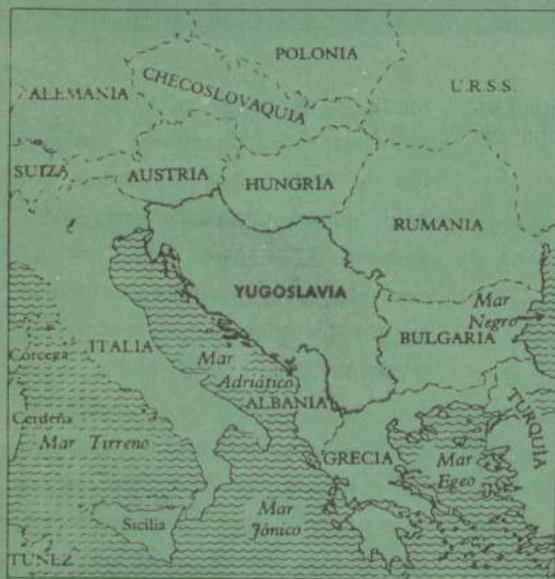 POLONIA
U.R.S.S.
CHECOSLOVAQUIA
ALEMANIA
SUIZA
AUSTRIA
HUNGRÍA
RUMANIA
YUGOSLAVIA
Mar
Negro
BULGARIA
ITALIA
Córcega
Mar
Adriático
ALBANIA
Cerdeña
Mar Tirreno
TURQUÍA
GRECIA
Mar
Egeo
Mar
Jónico
Sicilia
TUNEZ